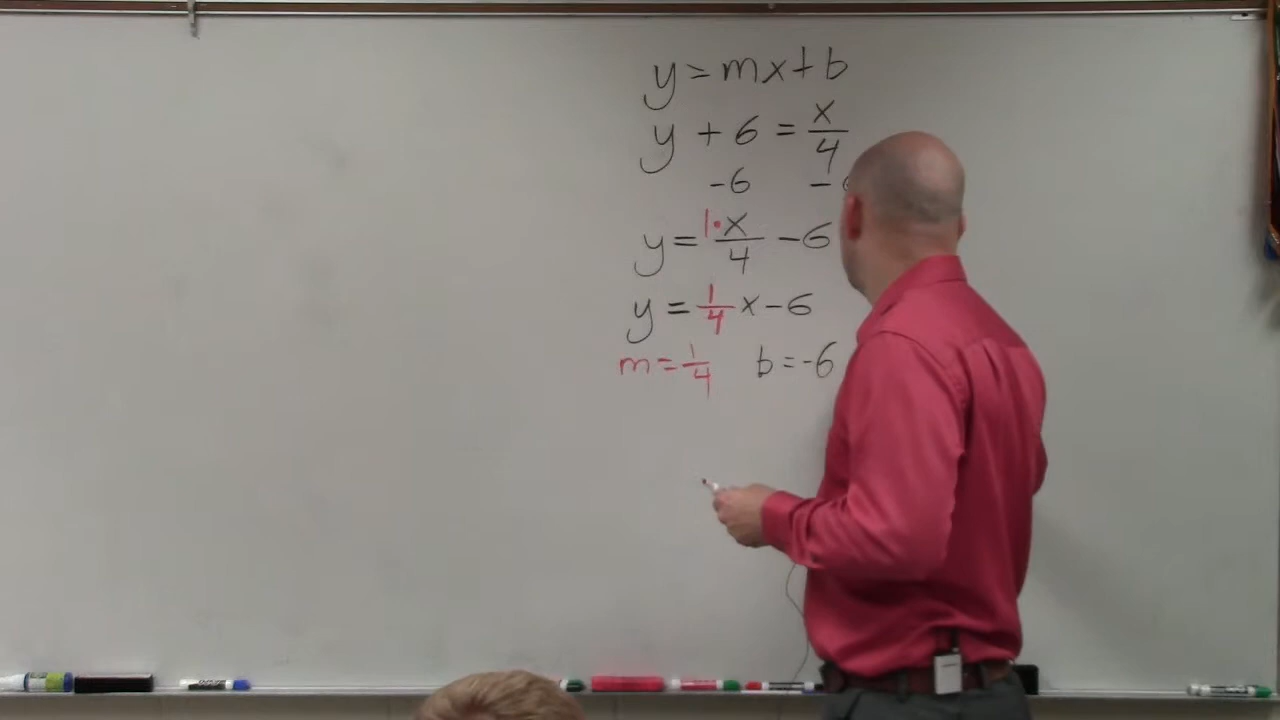 y = mx + b
y + 6 = x/4
-6 -
y = 1·x/4 - 6
y = 1/4 x - 6
m = 1/4 b = -6